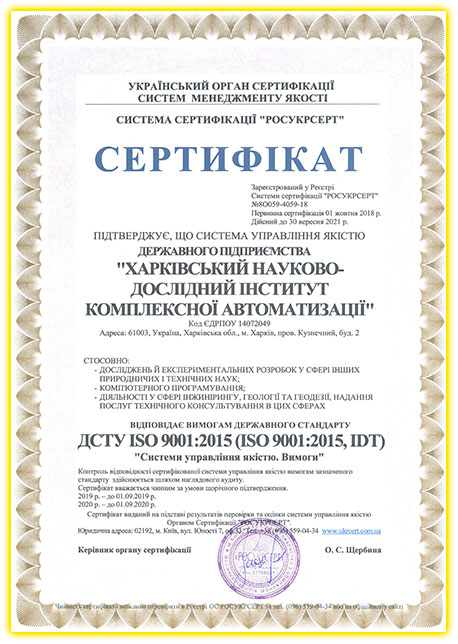 УКРАЇНСЬКИЙ ОРГАН СЕРТИФІКАЦІЇ
СИСТЕМ МЕНЕДЖМЕНТУ ЯКОСТІ
СИСТЕМА СЕРТИФІКАЦІЇ "РОСУКРСЕРТ"
СЕРТИФІКАТ
Зареєстрований у Реєстрі
Системи сертифікації "РОСУКРСЕРТ"
№8О059-4059-18
Первинна сертифікація 01 жовтня 2018 р.
Дійсний до 30 вересня 2021 р.
ПІДТВЕРДЖУЄ, ЩО СИСТЕМА УПРАВЛІННЯ ЯКІСТЮ
ДЕРЖАВНОГО ПІДПРИЄМСТВА
"ХАРКІВСЬКИЙ НАУКОВО-
ДОСЛІДНИЙ ІНСТИТУТ
КОМПЛЕКСНОЇ АВТОМАТИЗАЦІЇ"
Код ЄДРПОУ 14072049
Адреса: 61003, Україна, Харківська обл., м. Харків, пров. Кузнечний, буд. 2
СТОСОВНО:
- ДОСЛІДЖЕНЬ Й ЕКСПЕРИМЕНТАЛЬНИХ РОЗРОБОК У СФЕРІ ІНШИХ
ПРИРОДНИЧИХ І ТЕХНІЧНИХ НАУК;
- КОМП'ЮТЕРНОГО ПРОГРАМУВАННЯ;
- ДІЯЛЬНОСТІ У СФЕРІ ІНЖИНІРИНГУ, ГЕОЛОГІЇ ТА ГЕОДЕЗІЇ, НАДАННЯ
ПОСЛУГ ТЕХНІЧНОГО КОНСУЛЬТУВАННЯ В ЦИХ СФЕРАХ
ВІДПОВІДАЄ ВИМОГАМ ДЕРЖАВНОГО СТАНДАРТУ
ДСТУ ISO 9001:2015 (ISO 9001:2015, IDT)
"Системи управління якістю. Вимоги"
Контроль відповідності сертифікованої системи управління якістю вимогам зазначеного
стандарту здійснюється шляхом наглядового аудиту.
Сертифікат вважається чинним за умови щорічного підтвердження.
2019 р. – до 01.09.2019 р.
2020 р. – до 01.09.2020 р.
Сертифікат виданий на підставі результатів перевірки та оцінки системи управління якістю
Органом Сертифікації "РОСУКРСЕРТ".
Юридична адреса: 02192, м. Київ, вул. Юності 7, оф.33 Тел. +38(096) 559-04-34 www.ukrcert.com.ua
Керівник органу сертифікації О. С. Щербина
РОСУКРСЕРТ
Чинність сертифікату можливо перевірити в Реєстрі ОС РОСУКРСЕРТ за тел. (096) 559-04-34 або на офіційному сайті